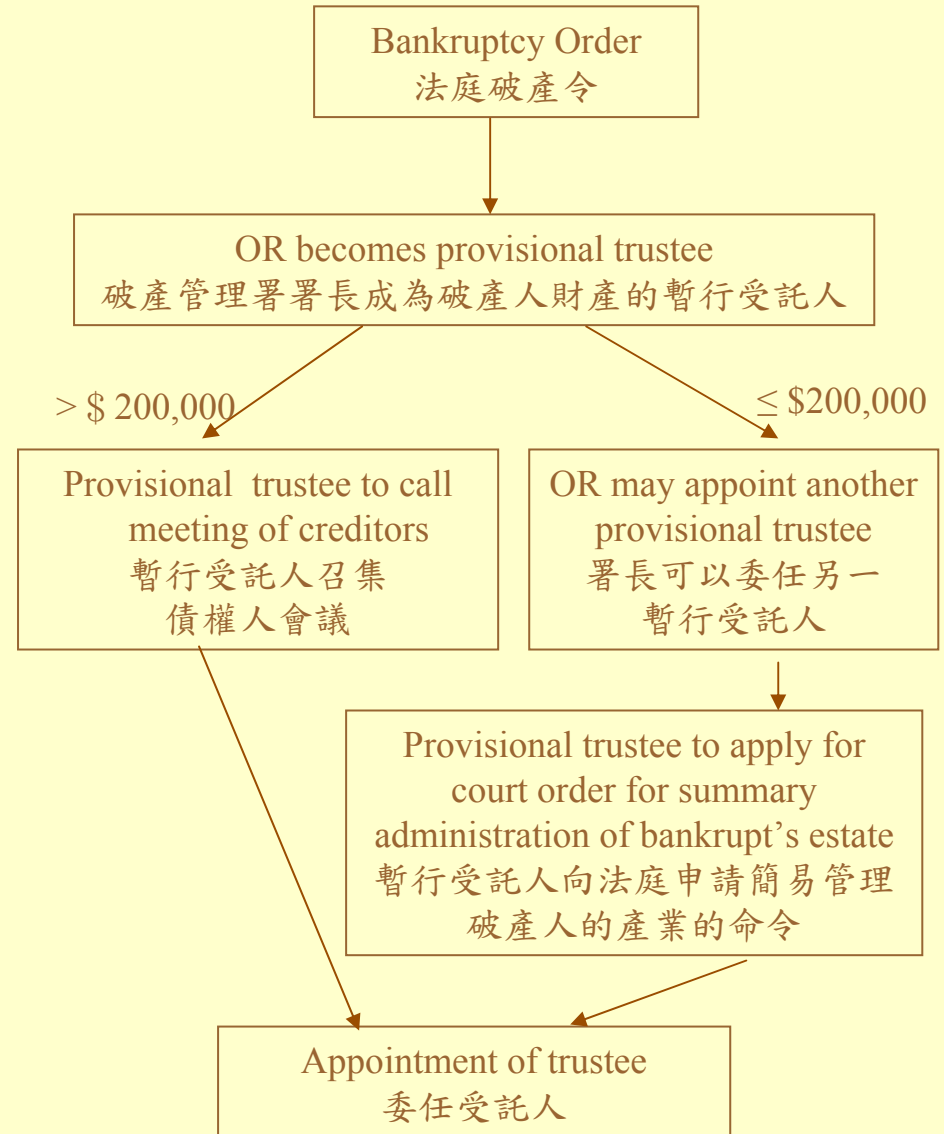 Bankruptcy Order
法庭破產令
OR becomes provisional trustee
破產管理署署長成為破產人財產的暫行受託人
> $ 200,000
≤ $200,000
Provisional trustee to call
meeting of creditors
暫行受託人召集
債權人會議
OR may appoint another
provisional trustee
署長可以委任另一
暫行受託人
Provisional trustee to apply for
court order for summary
administration of bankrupt’s estate
暫行受託人向法庭申請簡易管理
破產人的產業的命令
Appointment of trustee
委任受託人